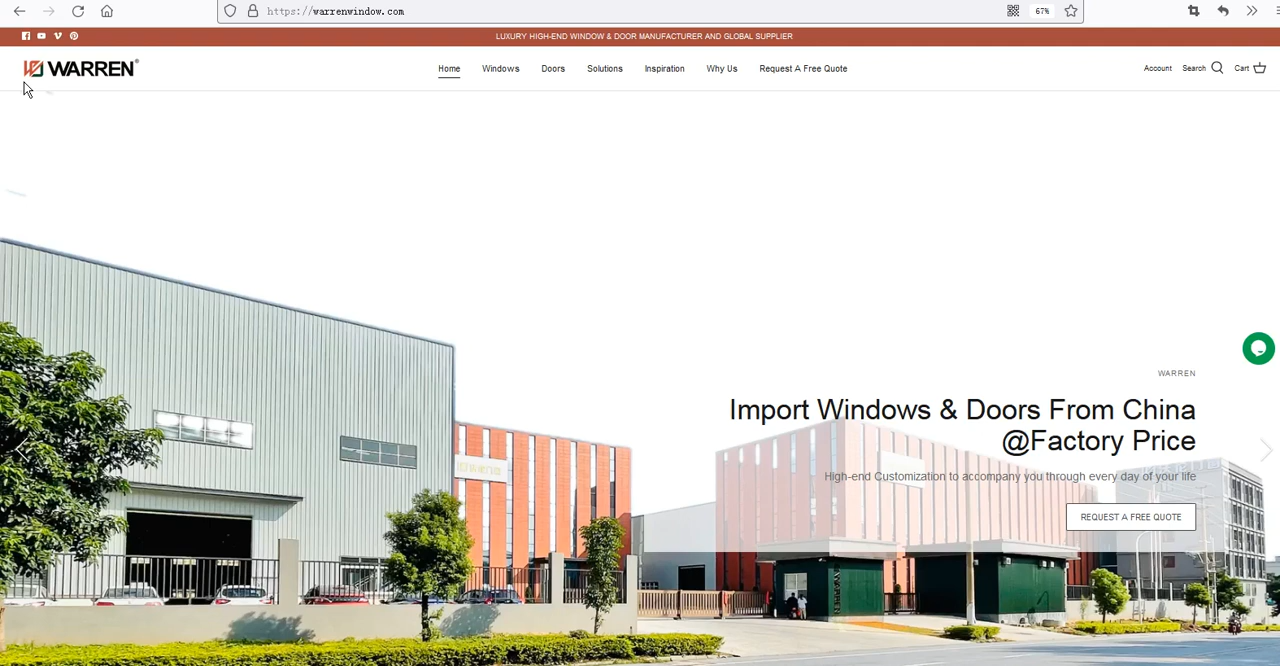 https://warrenwindow.com
67%
LUXURY HIGH-END WINDOW & DOOR MANUFACTURER AND GLOBAL SUPPLIER
WARREN®
Home
Windows
Doors
Solutions
Inspiration
Why Us
Request A Free Quote
Account
Search
Cart
WARREN
Import Windows & Doors From China
@Factory Price
High-end Customization to accompany you through every day of your life
REQUEST A FREE QUOTE